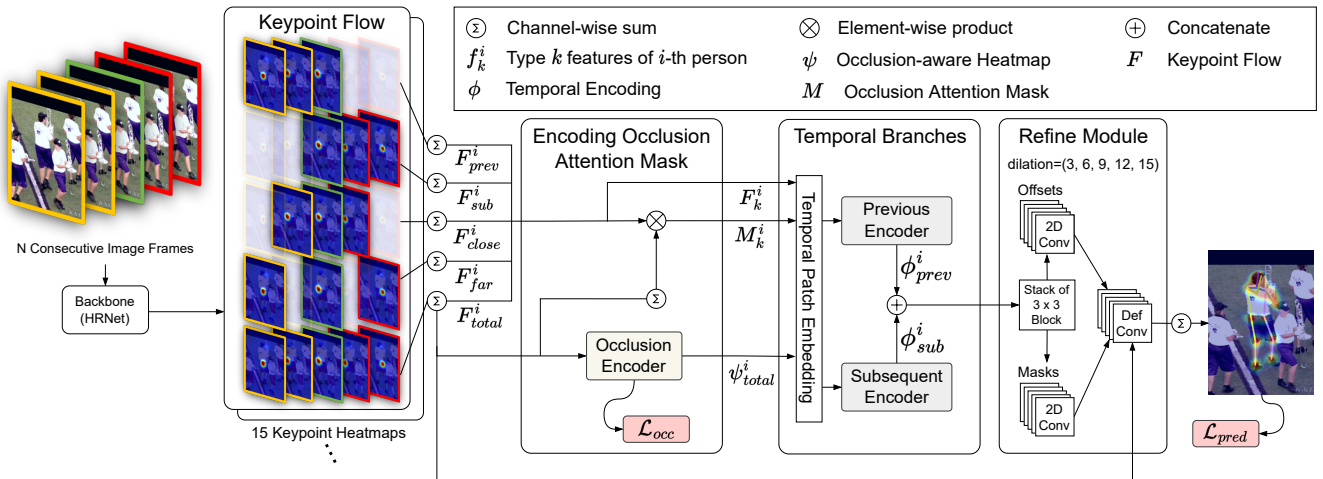 Keypoint Flow
Σ Channel-wise sum
⊗ Element-wise product
⊕ Concatenate
f_k^i Type k features of i-th person
ψ Occlusion-aware Heatmap
F Keypoint Flow
ϕ Temporal Encoding
M Occlusion Attention Mask
N Consecutive Image Frames
Backbone
(HRNet)
15 Keypoint Heatmaps
Σ
F_prev^i
Σ
F_sub^i
Σ
F_close^i
Σ
F_far^i
Σ
F_total^i
Encoding Occlusion
Attention Mask
Σ
Occlusion
Encoder
L_occ
F_k^i
M_k^i
ψ_total^i
Temporal Branches
Temporal Patch Embedding
Previous
Encoder
ϕ_prev^i
ϕ_sub^i
Subsequent
Encoder
Refine Module
dilation=(3, 6, 9, 12, 15)
Offsets
2D
Conv
Stack of
3 x 3
Block
Masks
2D
Conv
Def
Conv
Σ
L_pred